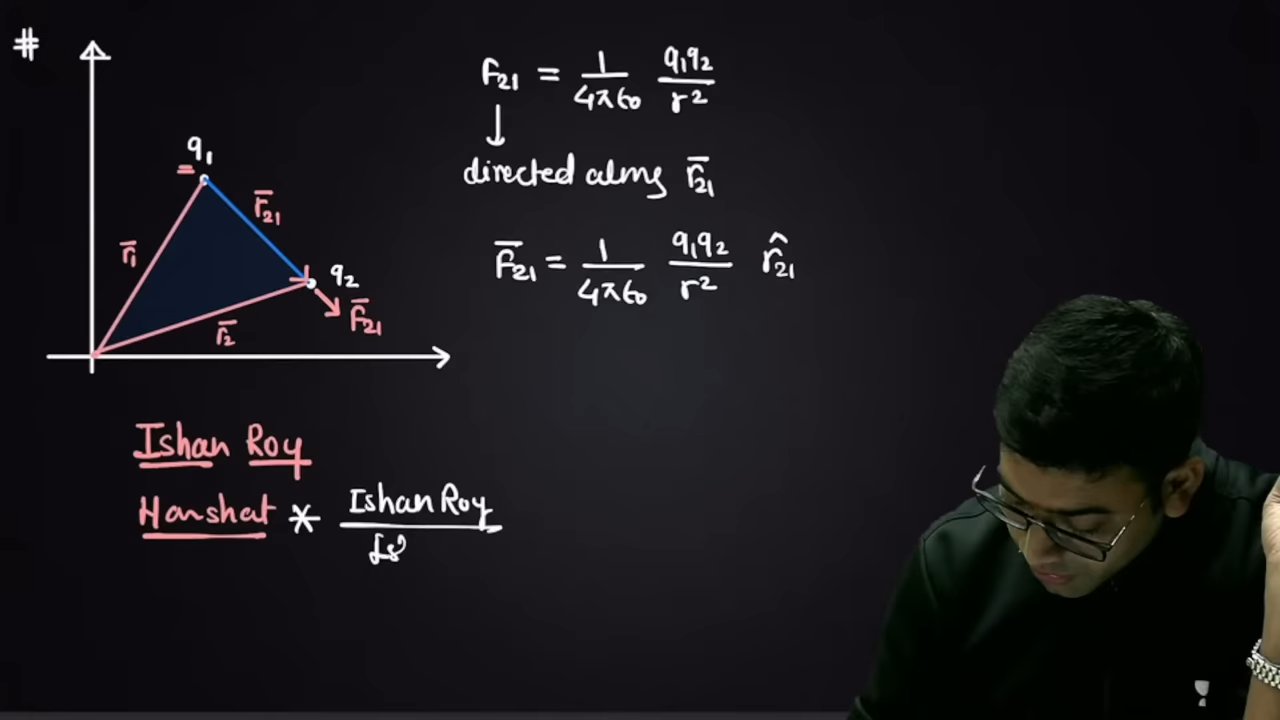 #
q₁
r̄₂₁
r̄₁
q₂
r̄₂
F̄₂₁
F₂₁ = 1/4πϵ₀ q₁q₂/r²
↓
directed along r̄₂₁
F̄₂₁ = 1/4πϵ₀ q₁q₂/r² r̂₂₁
Ishan Roy
* Ishan Roy